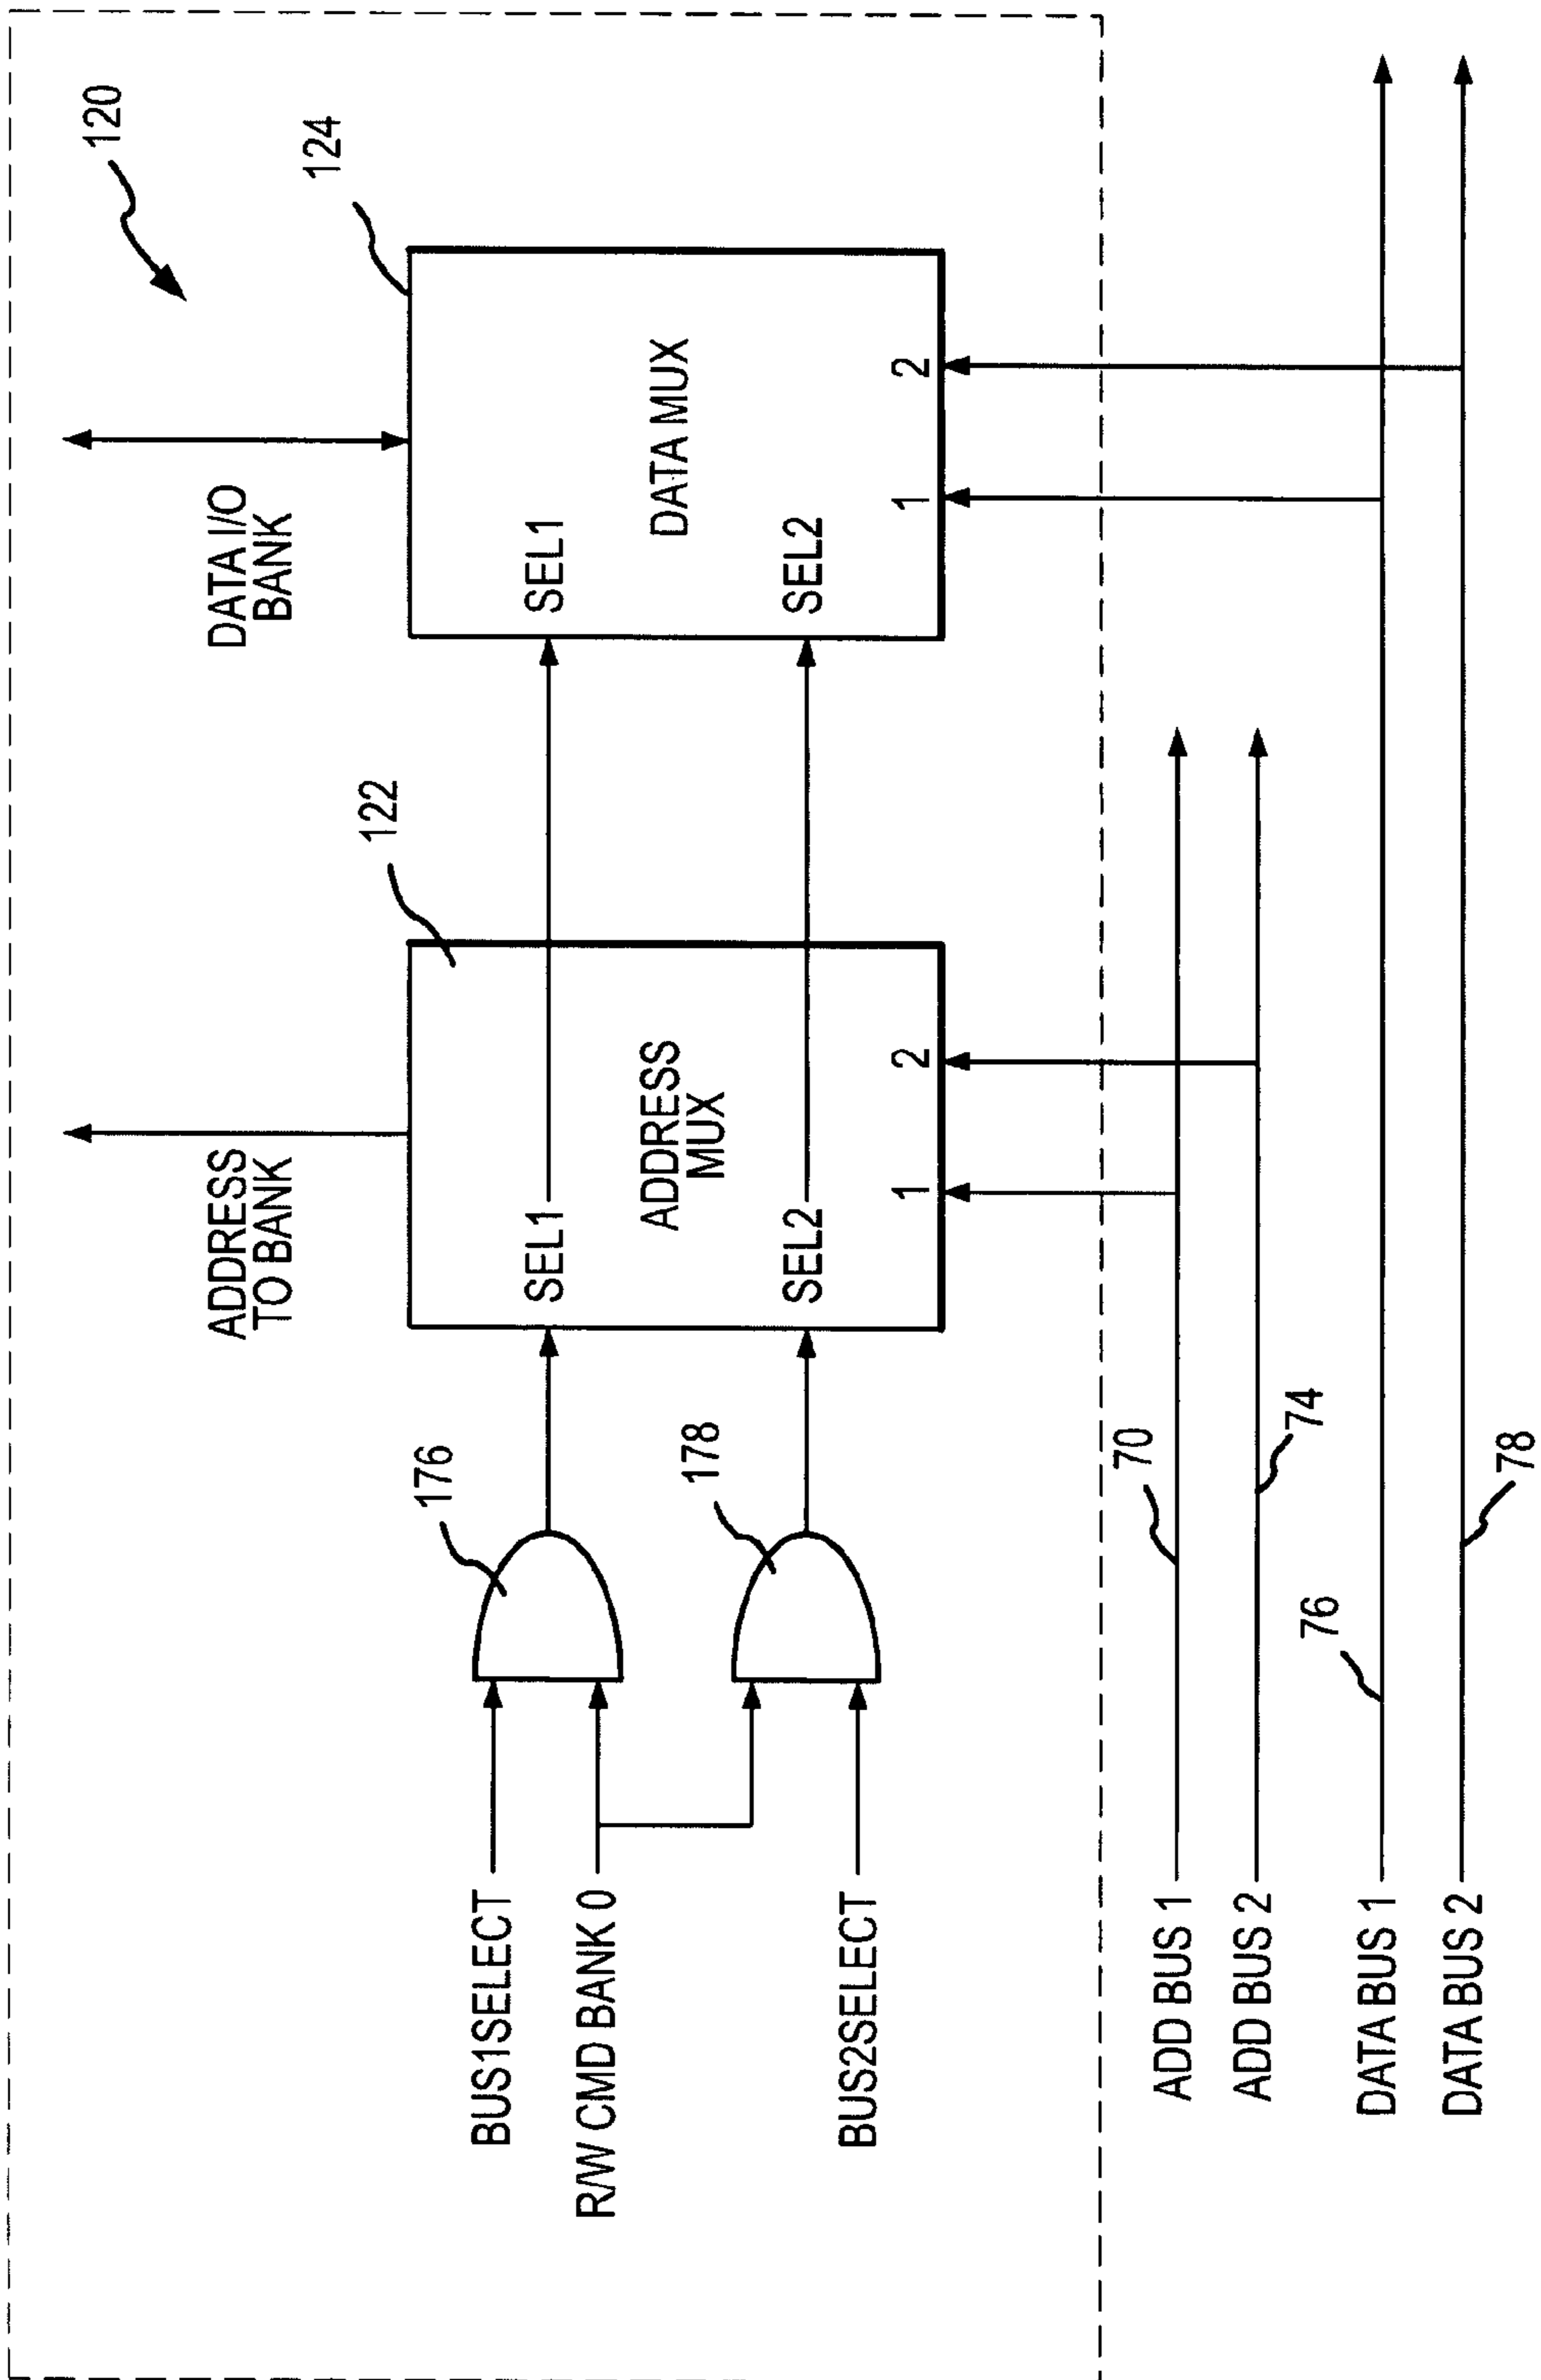 120
124
DATA I/O
BANK
SEL1
DATA MUX
SEL2
1
2
122
ADDRESS
TO BANK
SEL1
ADDRESS
MUX
SEL2
1
2
176
178
BUS1SELECT
R/W CMD BANK 0
BUS2SELECT
70
74
76
78
ADD BUS 1
ADD BUS 2
DATA BUS 1
DATA BUS 2